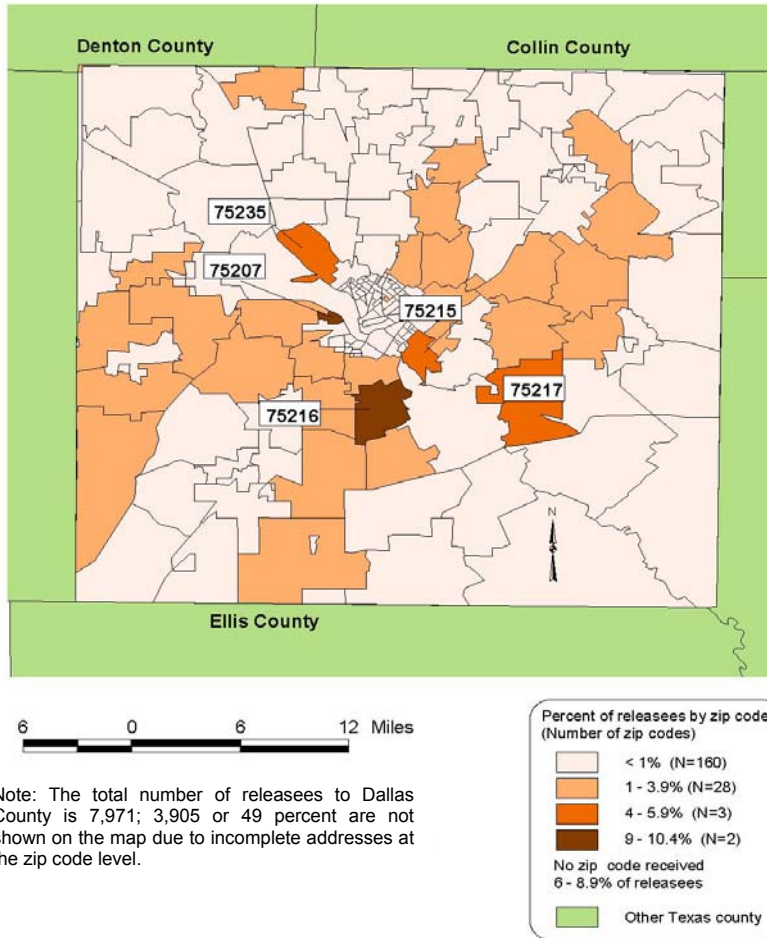 Denton County
Collin County
75235
75207
75215
75217
75216
N
Ellis County
6 0 6 12 Miles
Note: The total number of releasees to Dallas
County is 7,971; 3,905 or 49 percent are not
shown on the map due to incomplete addresses at
the zip code level.
Percent of releasees by zip code
(Number of zip codes)
< 1% (N=160)
1 - 3.9% (N=28)
4 - 5.9% (N=3)
9 - 10.4% (N=2)
No zip code received
6 - 8.9% of releasees
Other Texas county